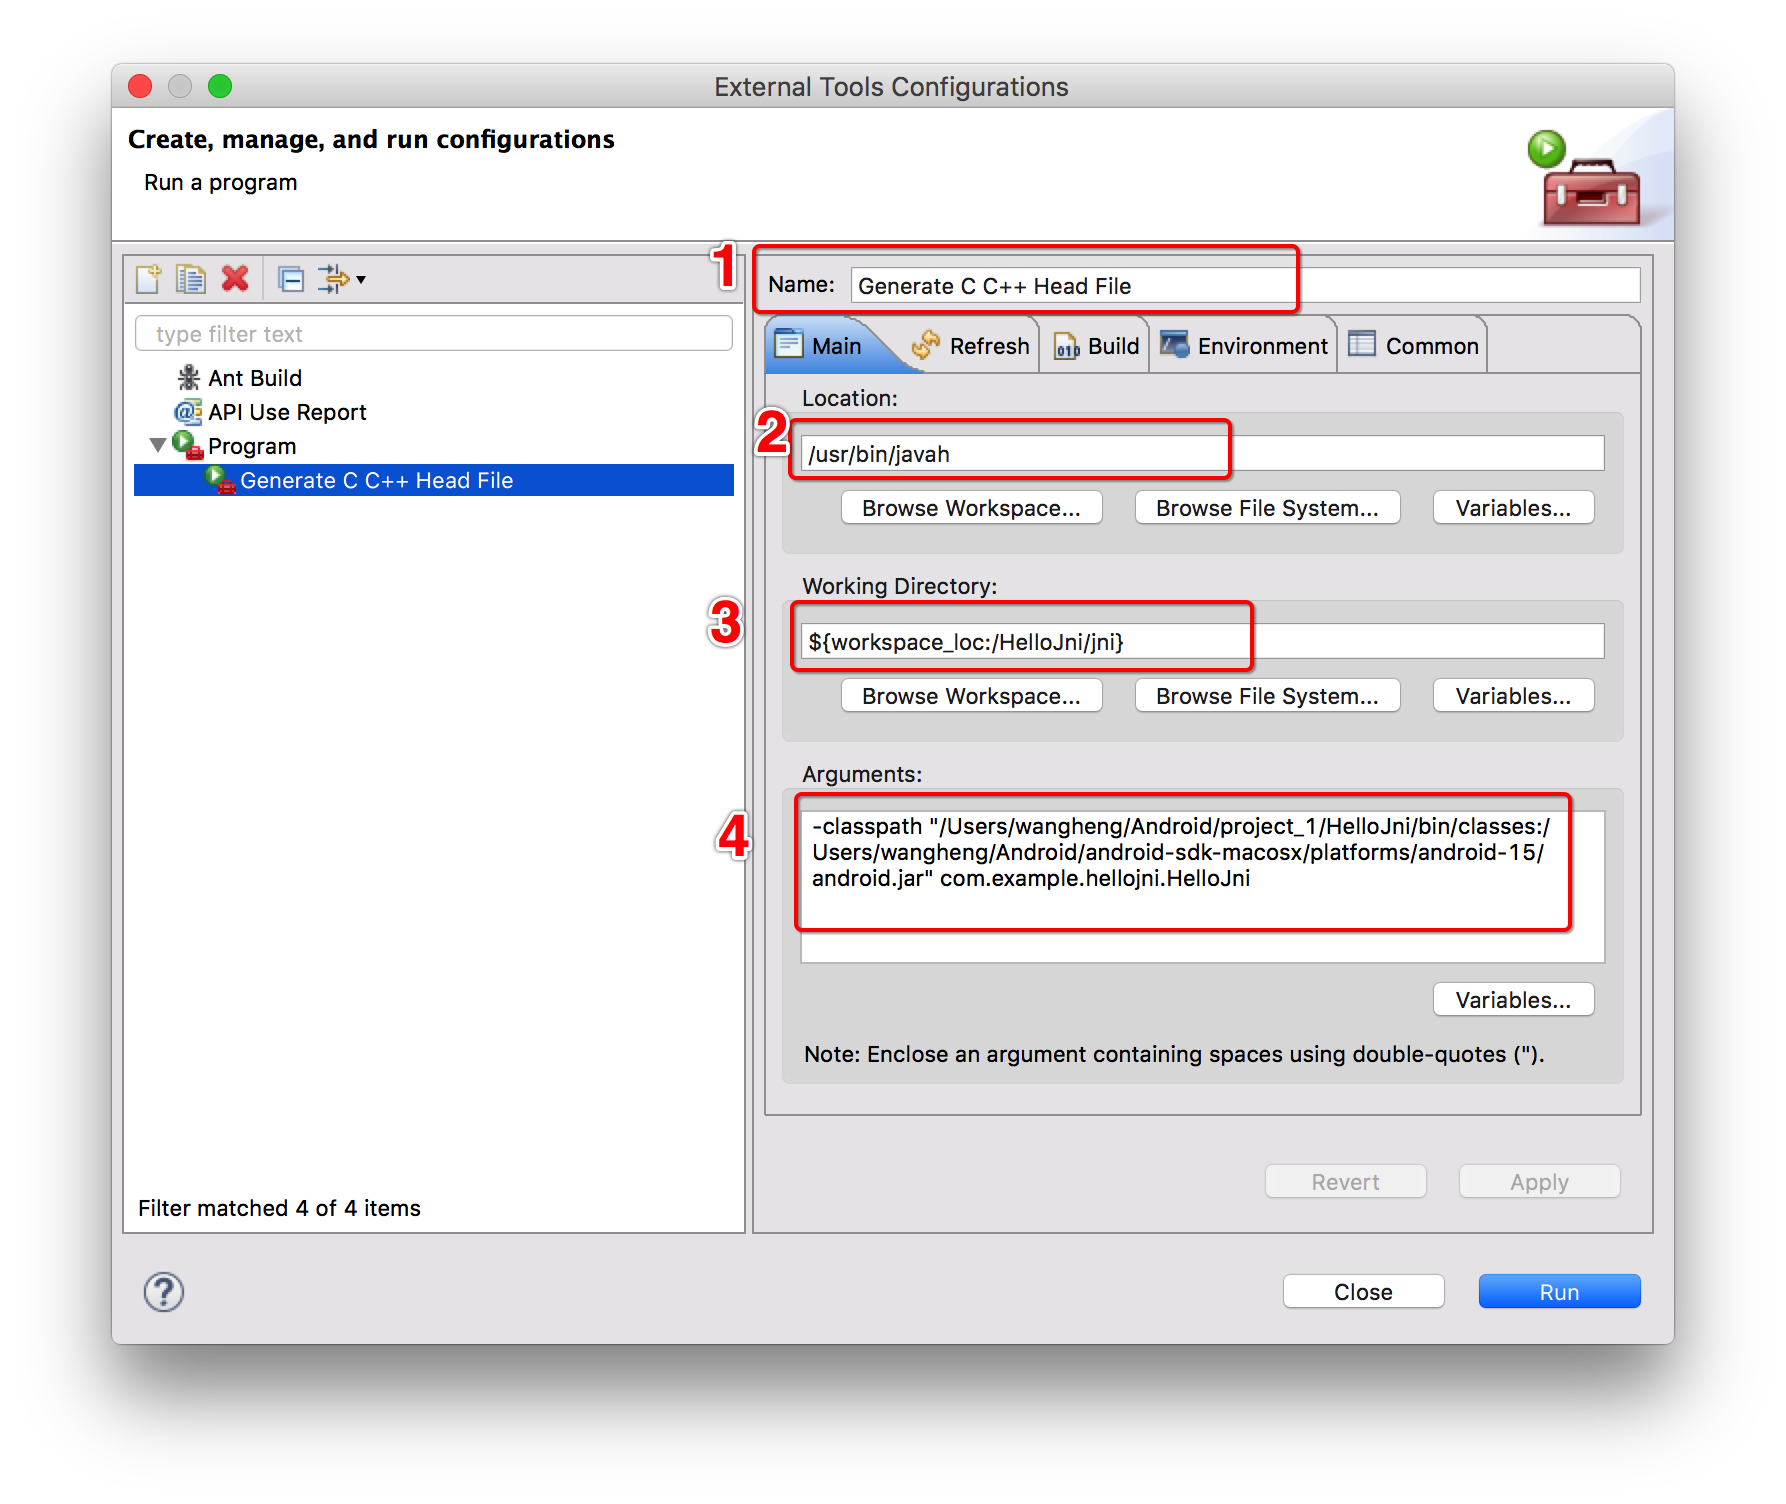 External Tools Configurations
Create, manage, and run configurations
Run a program
type filter text
Ant Build
API Use Report
Program
Generate C C++ Head File
Filter matched 4 of 4 items
1
Name: Generate C C++ Head File
Main Refresh Build Environment Common
Location:
2
/usr/bin/javah
Browse Workspace... Browse File System... Variables...
Working Directory:
3
${workspace_loc:/HelloJni/jni}
Browse Workspace... Browse File System... Variables...
Arguments:
4
-classpath "/Users/wangheng/Android/project_1/HelloJni/bin/classes:/
Users/wangheng/Android/android-sdk-macosx/platforms/android-15/
android.jar" com.example.hellojni.HelloJni
Variables...
Note: Enclose an argument containing spaces using double-quotes (").
Revert Apply
? Close Run